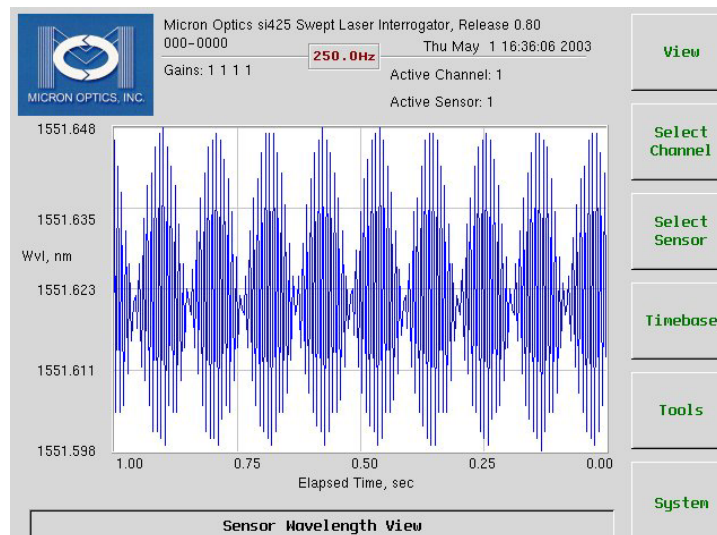 Micron Optics si425 Swept Laser Interrogator, Release 0.80
000-0000
250.0Hz
Thu May 1 16:36:06 2003
Gains: 1 1 1 1
Active Channel: 1
Active Sensor: 1
MICRON OPTICS, INC.
View
Select
Channel
Select
Sensor
Timebase
Tools
System
1551.648
1551.635
Wvl, nm
1551.623
1551.611
1551.598
1.00 0.75 0.50 0.25 0.00
Elapsed Time, sec
Sensor Wavelength View